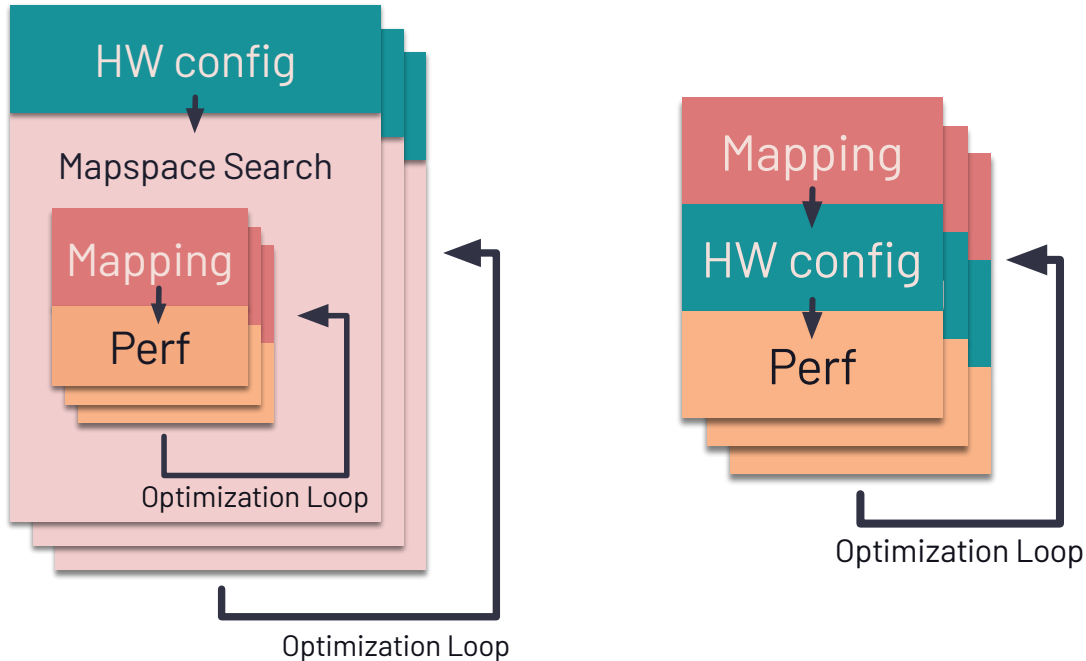 HW config
Mapspace Search
Mapping
Perf
Optimization Loop
Optimization Loop
Mapping
HW config
Perf
Optimization Loop